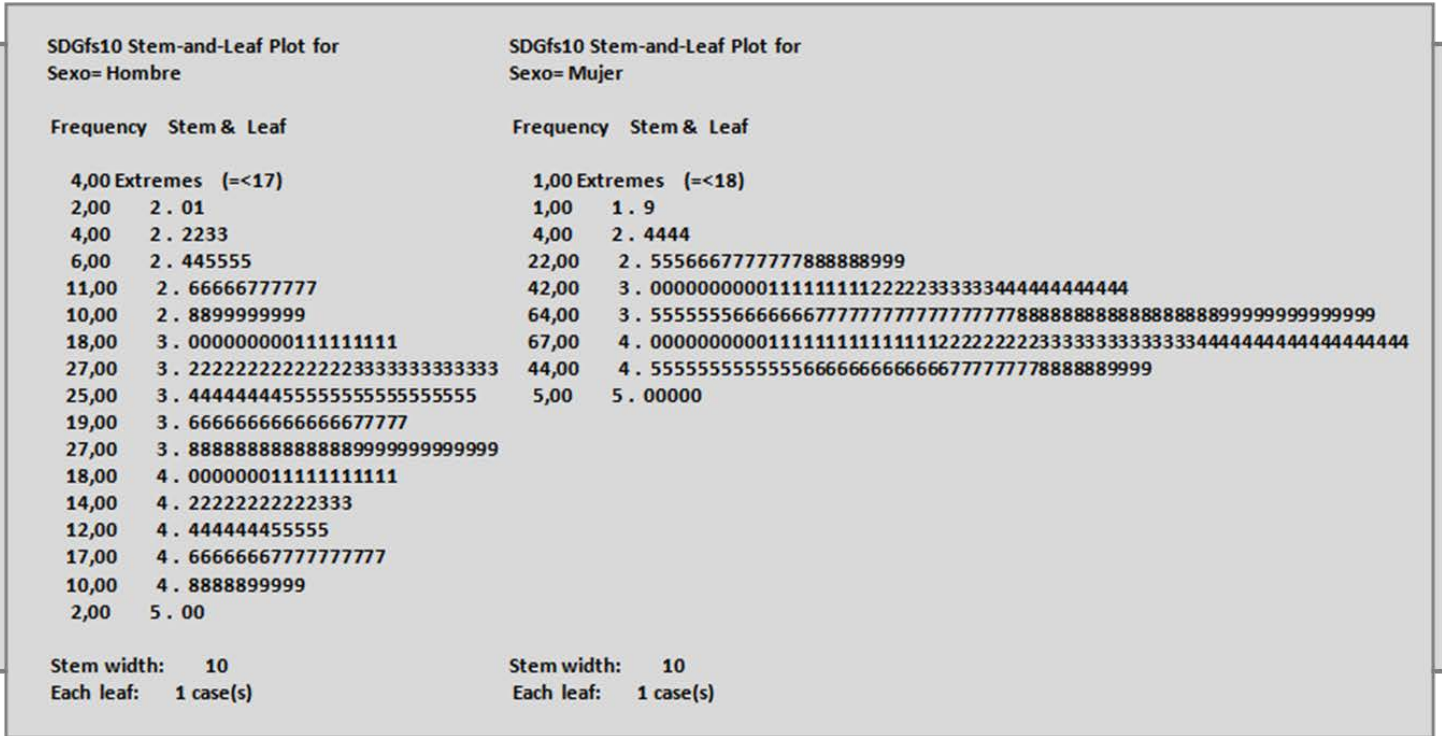 SDGfs10 Stem-and-Leaf Plot for
Sexo= Hombre
Frequency Stem & Leaf
4,00 Extremes (=<17)
2,00 2 . 01
4,00 2 . 2233
6,00 2 . 445555
11,00 2 . 66666777777
10,00 2 . 8899999999
18,00 3 . 000000000111111111
27,00 3 . 222222222222223333333333333
25,00 3 . 4444444455555555555555555
19,00 3 . 6666666666666677777
27,00 3 . 888888888888889999999999999
18,00 4 . 000000011111111111
14,00 4 . 22222222222333
12,00 4 . 444444455555
17,00 4 . 66666667777777777
10,00 4 . 8888899999
2,00 5 . 00
Stem width: 10
Each leaf: 1 case(s)
SDGfs10 Stem-and-Leaf Plot for
Sexo= Mujer
Frequency Stem & Leaf
1,00 Extremes (=<18)
1,00 1 . 9
4,00 2 . 4444
22,00 2 . 5556667777777888888999
42,00 3 . 000000000011111111122222333333444444444444
64,00 3 . 5555555666666677777777777777777788888888888888888889999999999999
67,00 4 . 0000000000111111111111111222222222333333333333333444444444444444444
44,00 4 . 55555555555555666666666666677777777888889999
5,00 5 . 00000
Stem width: 10
Each leaf: 1 case(s)